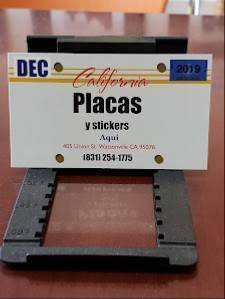 DEC 2019
California
Placas
y stickers
Aqui
405 Union St, Watsonville CA 95076
(831) 254-1775